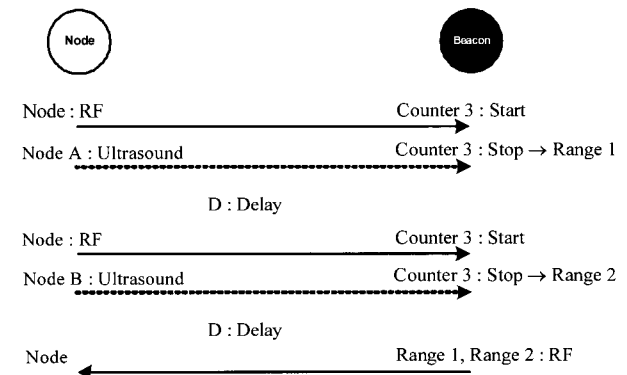 Node
Beacon
Node : RF
Counter 3 : Start
Node A : Ultrasound
Counter 3 : Stop → Range 1
D : Delay
Node : RF
Counter 3 : Start
Node B : Ultrasound
Counter 3 : Stop → Range 2
D : Delay
Node
Range 1, Range 2 : RF